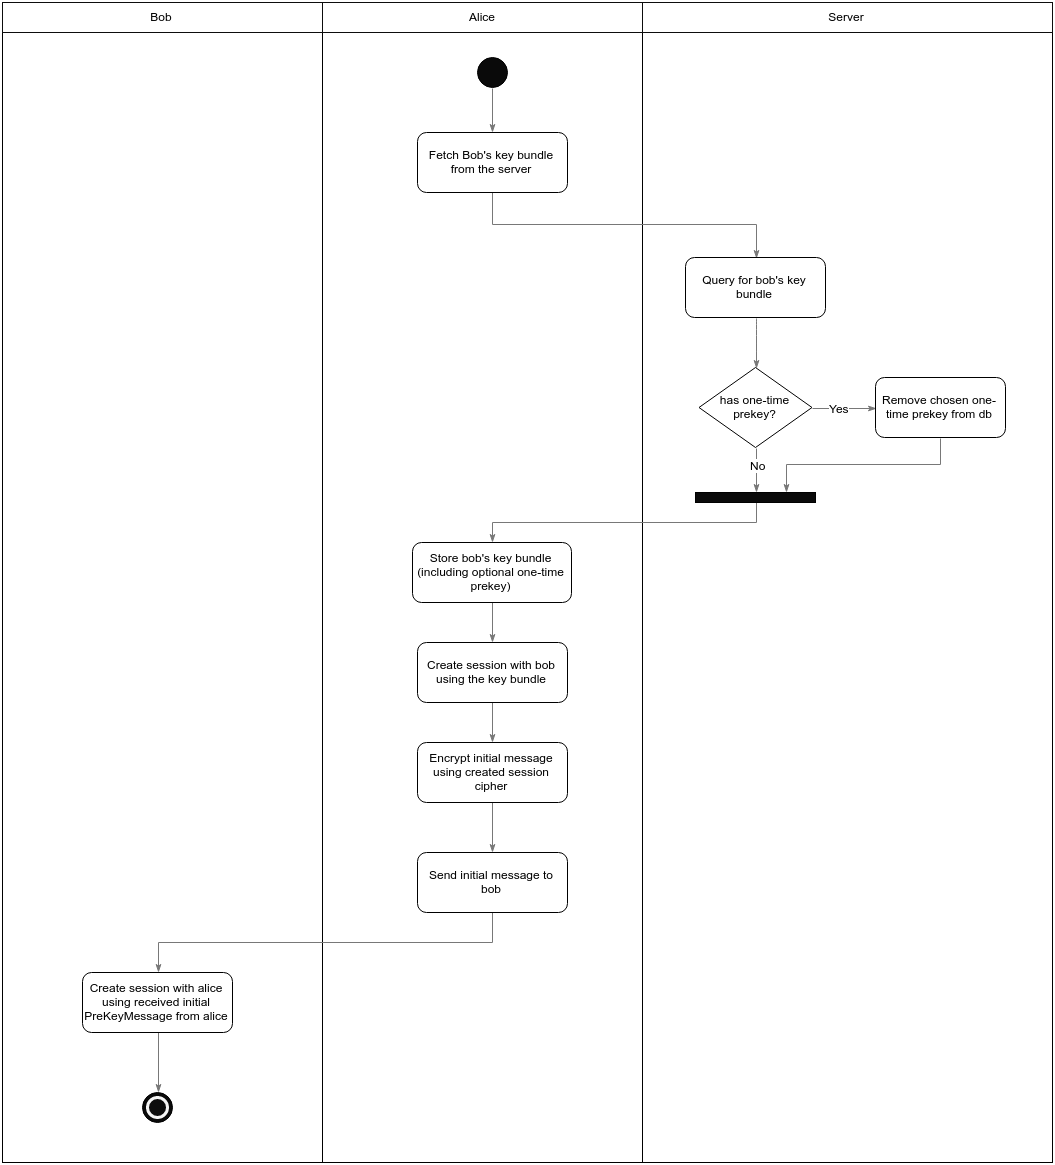 Bob
Alice
Server
Fetch Bob's key bundle
from the server
Query for bob's key
bundle
has one-time
prekey?
Yes
Remove chosen one-
time prekey from db
No
Store bob's key bundle
(including optional one-time
prekey)
Create session with bob
using the key bundle
Encrypt initial message
using created session
cipher
Send initial message to
bob
Create session with alice
using received initial
PreKeyMessage from alice